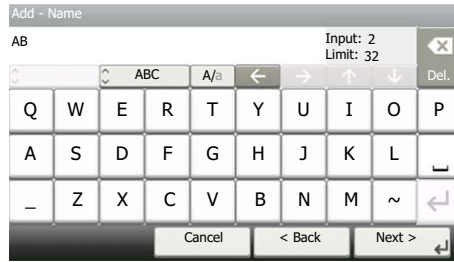 Add - Name
AB
Input: 2
Limit: 32
ABC A/a ← → ↑ ↓ Del.
Q W E R T Y U I O P
A S D F G H J K L
_ Z X C V B N M ~
Cancel < Back Next >